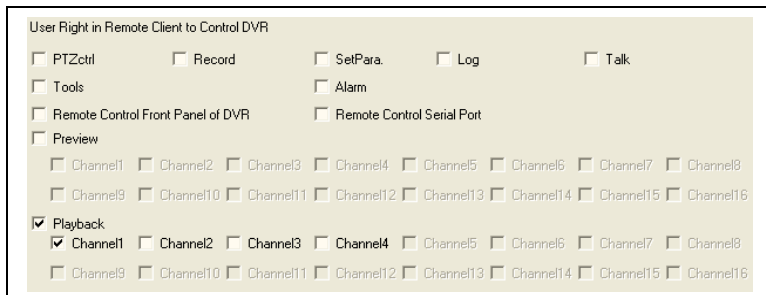 User Right in Remote Client to Control DVR
PTZctrl Record SetPara. Log Talk
Tools Alarm
Remote Control Front Panel of DVR Remote Control Serial Port
Preview
Channel1 Channel2 Channel3 Channel4 Channel5 Channel6 Channel7 Channel8
Channel9 Channel10 Channel11 Channel12 Channel13 Channel14 Channel15 Channel16
Playback
Channel1 Channel2 Channel3 Channel4 Channel5 Channel6 Channel7 Channel8
Channel9 Channel10 Channel11 Channel12 Channel13 Channel14 Channel15 Channel16